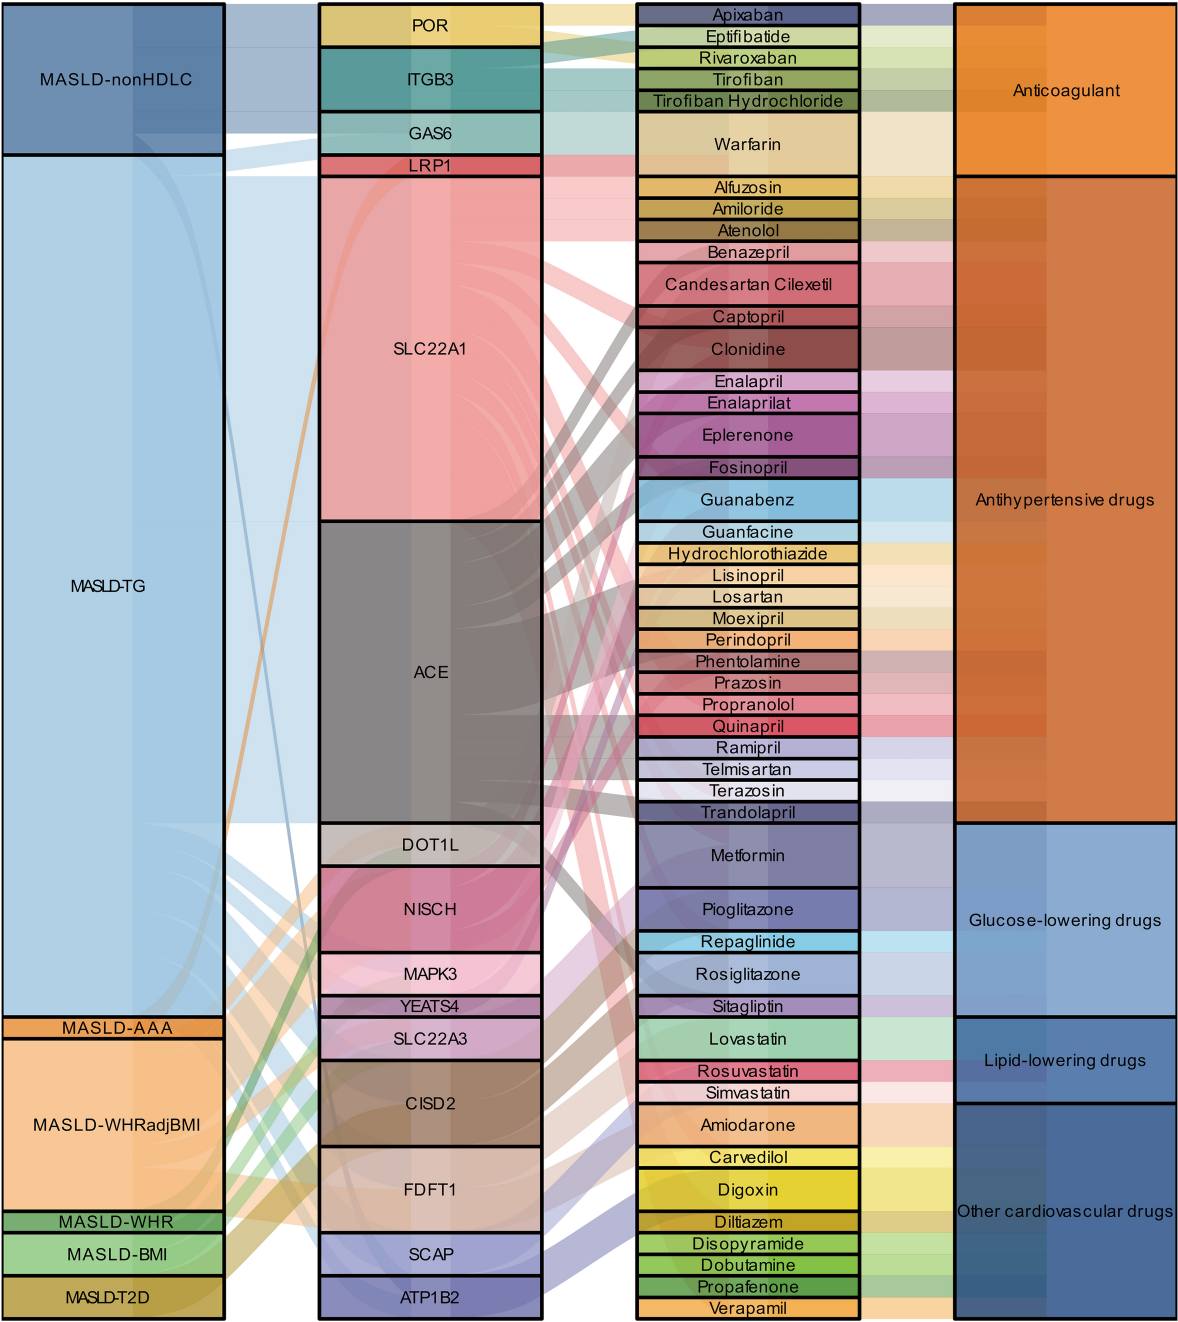 MASLD-nonHDLC
MASLD-TG
MASLD-AAA
MASLD-WHRadjBMI
MASLD-WHR
MASLD-BMI
MASLD-T2D
POR
ITGB3
GAS6
LRP1
SLC22A1
ACE
DOT1L
NISCH
MAPK3
YEATS4
SLC22A3
CISD2
FDFT1
SCAP
ATP1B2
Apixaban
Eptifibatide
Rivaroxaban
Tirofiban
Tirofiban Hydrochloride
Warfarin
Alfuzosin
Amiloride
Atenolol
Benazepril
Candesartan Cilexetil
Captopril
Clonidine
Enalapril
Enalaprilat
Eplerenone
Fosinopril
Guanabenz
Guanfacine
Hydrochlorothiazide
Lisinopril
Losartan
Moexipril
Perindopril
Phentolamine
Prazosin
Propranolol
Quinapril
Ramipril
Telmisartan
Terazosin
Trandolapril
Metformin
Pioglitazone
Repaglinide
Rosiglitazone
Sitagliptin
Lovastatin
Rosuvastatin
Simvastatin
Amiodarone
Carvedilol
Digoxin
Diltiazem
Disopyramide
Dobutamine
Propafenone
Verapamil
Anticoagulant
Antihypertensive drugs
Glucose-lowering drugs
Lipid-lowering drugs
Other cardiovascular drugs